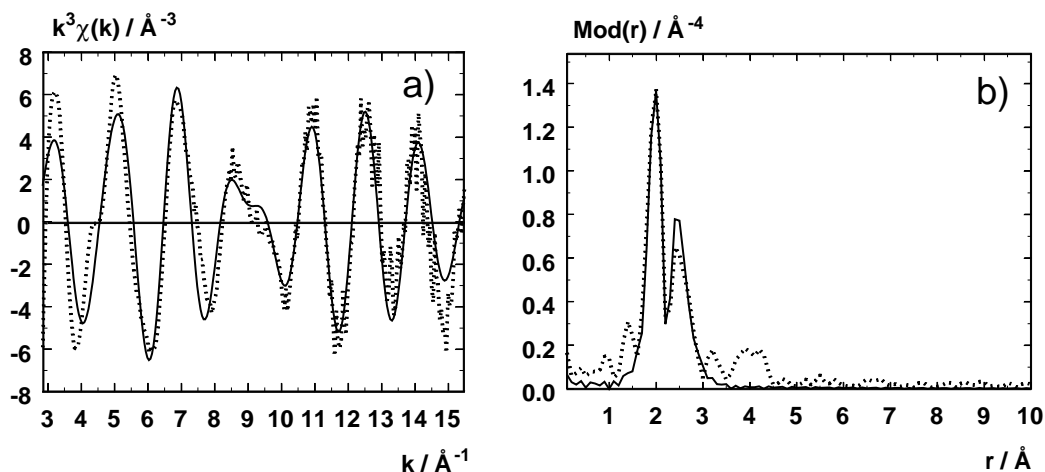 k³χ(k) / Å⁻³
a)
8
6
4
2
0
-2
-4
-6
-8
3 4 5 6 7 8 9 10 11 12 13 14 15
k / Å⁻¹
Mod(r) / Å⁻⁴
b)
1.4
1.2
1.0
0.8
0.6
0.4
0.2
0.0
1 2 3 4 5 6 7 8 9 10
r / Å